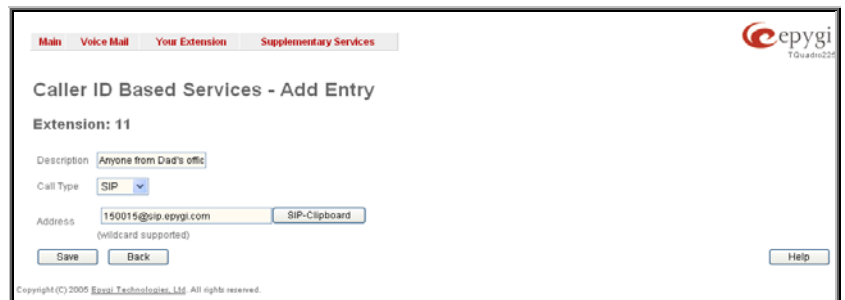 Main Voice Mail Your Extension Supplementary Services
epygi
TQuadro225
Caller ID Based Services - Add Entry
Extension: 11
Description Anyone from Dad's offic
Call Type SIP
Address 150015@sip.epygi.com SIP-Clipboard
(wildcard supported)
Save Back Help
Copyright (C) 2005 Epygi Technologies, Ltd. All rights reserved.